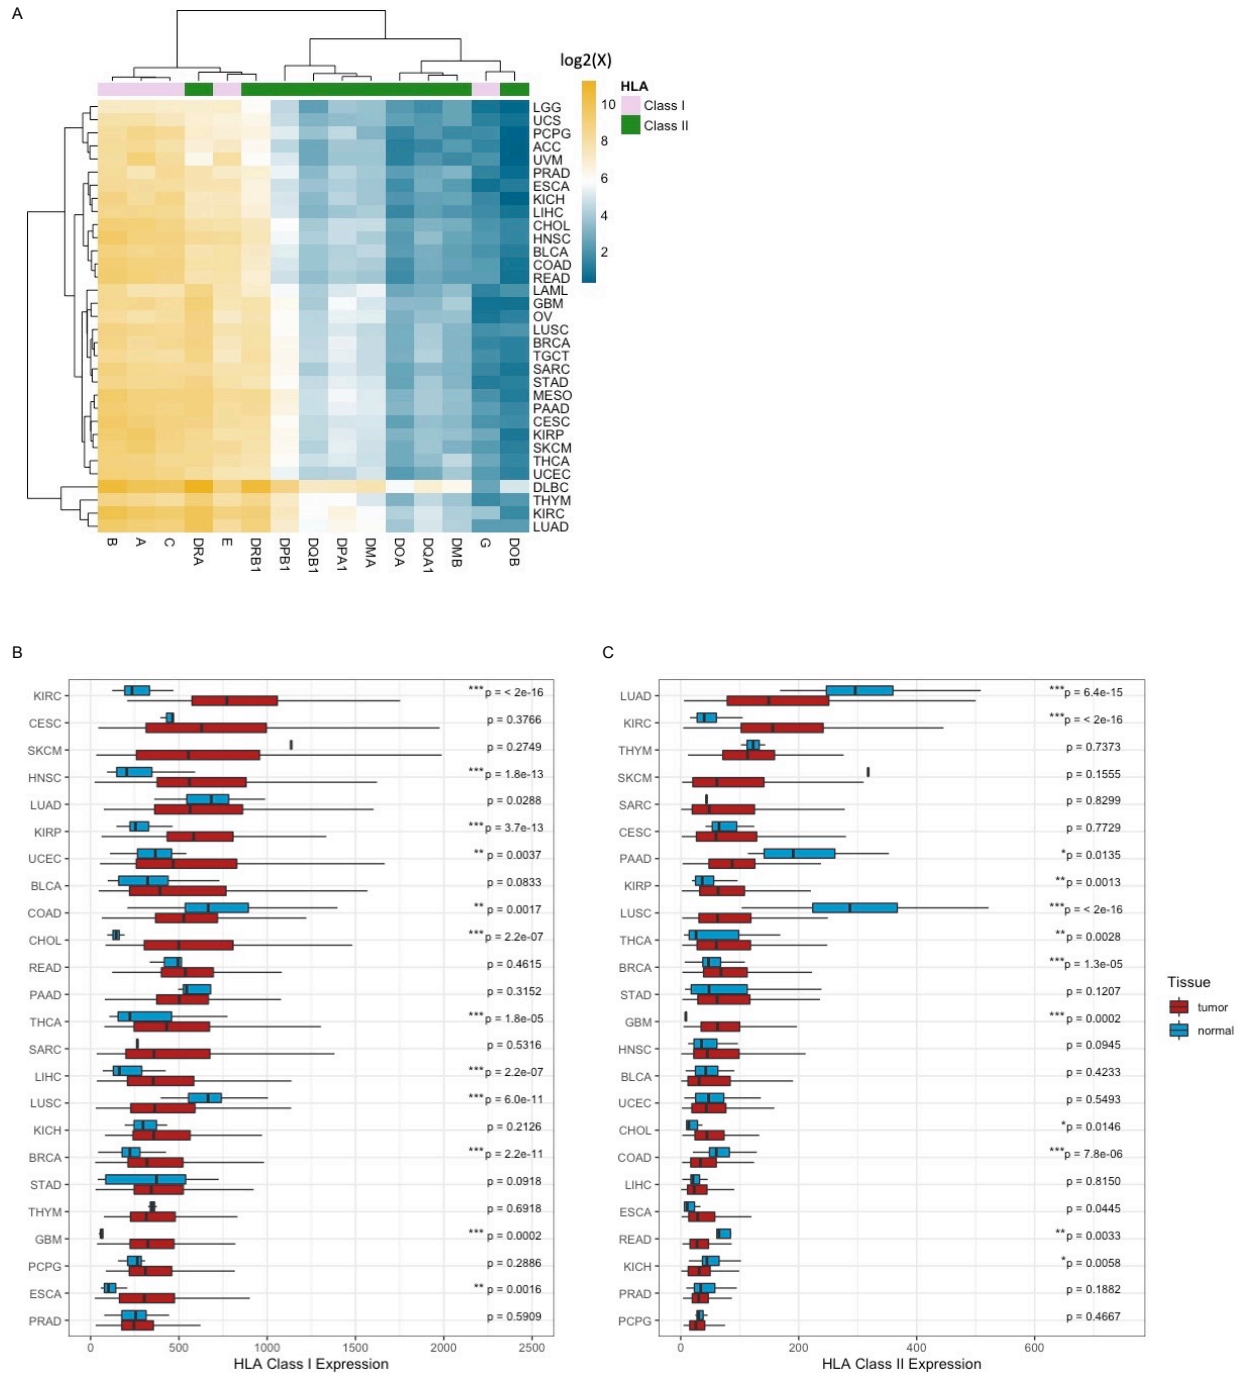 A
log2(X)
HLA
Class I
Class II
10
8
6
4
2
LGG
UCS
PCPG
ACC
UVM
PRAD
ESCA
KICH
LIHC
CHOL
HNSC
BLCA
COAD
READ
LAML
GBM
OV
LUSC
BRCA
TGCT
SARC
STAD
MESO
PAAD
CESC
KIRP
SKCM
THCA
UCEC
DLBC
THYM
KIRC
LUAD
B A C DRA E DRB1 DPB1 DQB1 DPA1 DMA DOA DQA1 DMB G DOB
B
KIRC ***p = < 2e-16
CESC p = 0.3766
SKCM p = 0.2749
HNSC ***p = 1.8e-13
LUAD p = 0.0288
KIRP ***p = 3.7e-13
UCEC ** p = 0.0037
BLCA p = 0.0833
COAD ** p = 0.0017
CHOL ***p = 2.2e-07
READ p = 0.4615
PAAD p = 0.3152
THCA ***p = 1.8e-05
SARC p = 0.5316
LIHC ***p = 2.2e-07
LUSC ***p = 6.0e-11
KICH p = 0.2126
BRCA ***p = 2.2e-11
STAD p = 0.0918
THYM p = 0.6918
GBM *** p = 0.0002
PCPG p = 0.2886
ESCA ** p = 0.0016
PRAD p = 0.5909
0 500 1000 1500 2000 2500
HLA Class I Expression
C
LUAD ***p = 6.4e-15
KIRC ***p = < 2e-16
THYM p = 0.7373
SKCM p = 0.1555
SARC p = 0.8299
CESC p = 0.7729
PAAD *p = 0.0135
KIRP **p = 0.0013
LUSC ***p = < 2e-16
THCA **p = 0.0028
BRCA ***p = 1.3e-05
STAD p = 0.1207
GBM ***p = 0.0002
HNSC p = 0.0945
BLCA p = 0.4233
UCEC p = 0.5493
CHOL *p = 0.0146
COAD ***p = 7.8e-06
LIHC p = 0.8150
ESCA p = 0.0445
READ **p = 0.0033
KICH *p = 0.0058
PRAD p = 0.1882
PCPG p = 0.4667
0 200 400 600
HLA Class II Expression
Tissue
tumor
normal